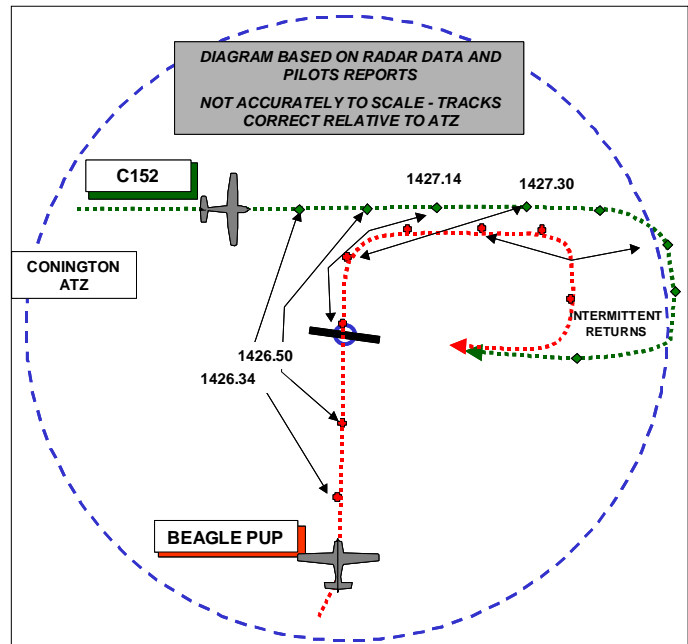 DIAGRAM BASED ON RADAR DATA AND
PILOTS REPORTS
NOT ACCURATELY TO SCALE - TRACKS
CORRECT RELATIVE TO ATZ
C152
1427.14
1427.30
CONINGTON
ATZ
INTERMITTENT
RETURNS
1426.50
1426.34
BEAGLE PUP